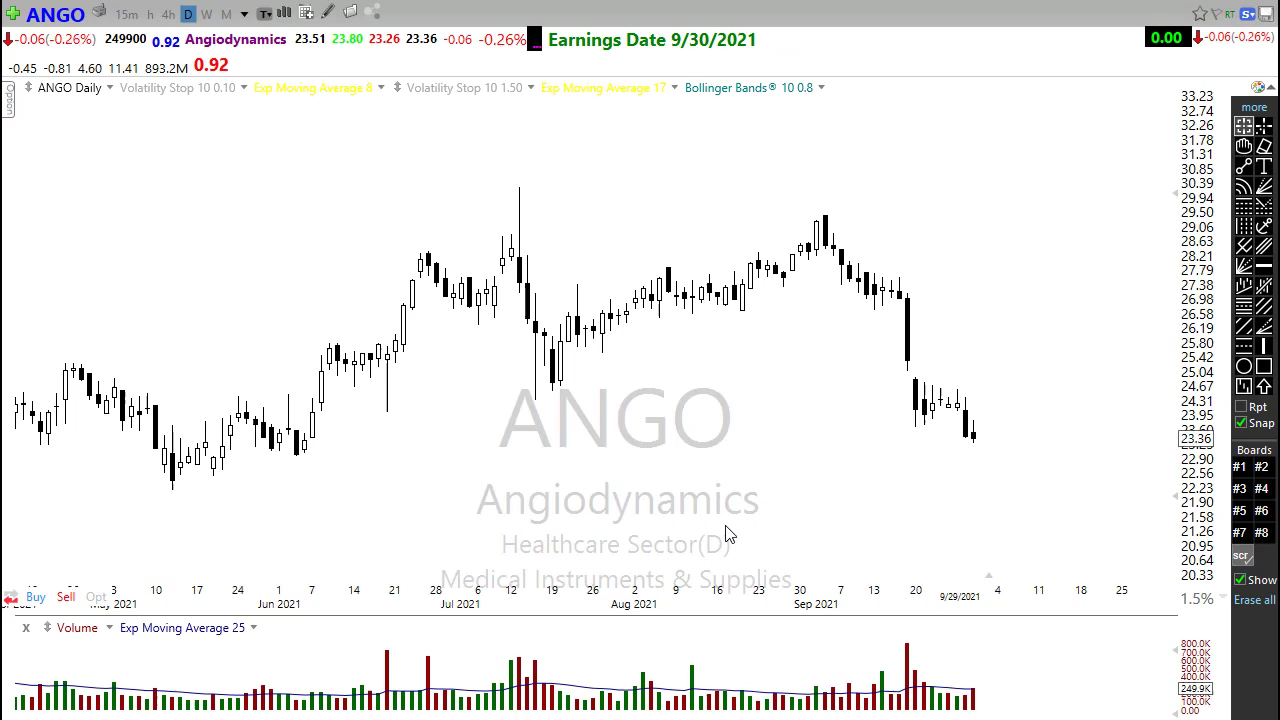 ANGO 15m h 4h D W M T RT S
-0.06(-0.26%) 249900 0.92 Angiodynamics 23.51 23.80 23.26 23.36 -0.06 -0.26% ... Earnings Date 9/30/2021 0.00 -0.06(-0.26%)
-0.45 -0.81 4.60 11.41 893.2M 0.92
Option
ANGO Daily Volatility Stop 10 0.10 Exp Moving Average 8 Volatility Stop 10 1.50 Exp Moving Average 17 Bollinger Bands® 10 0.8
33.23
32.74
32.26
31.78
31.31
30.85
30.39
29.94
29.50
29.06
28.63
28.21
27.79
27.38
26.98
26.58
26.19
25.80
25.42
25.04
24.67
24.31
23.95
23.36
22.90
22.56
22.23
21.90
21.58
21.26
20.95
20.64
20.33
more
T
Rpt
Snap
Boards
#1 #2
#3 #4
#5 #6
#7 #8
scr
Show
Erase all
ANGO
Angiodynamics
Healthcare Sector(D)
Medical Instruments & Supplies
3 10 17 24 1 7 14 21 28 6 12 19 26 2 9 16 23 30 7 13 20 9/29/2021 4 11 18 25
May 2021 Jun 2021 Jul 2021 Aug 2021 Sep 2021
Buy Sell Opt
1.5%
X Volume Exp Moving Average 25
800.0K
700.0K
600.0K
500.0K
400.0K
249.9K
100.0K
0.00